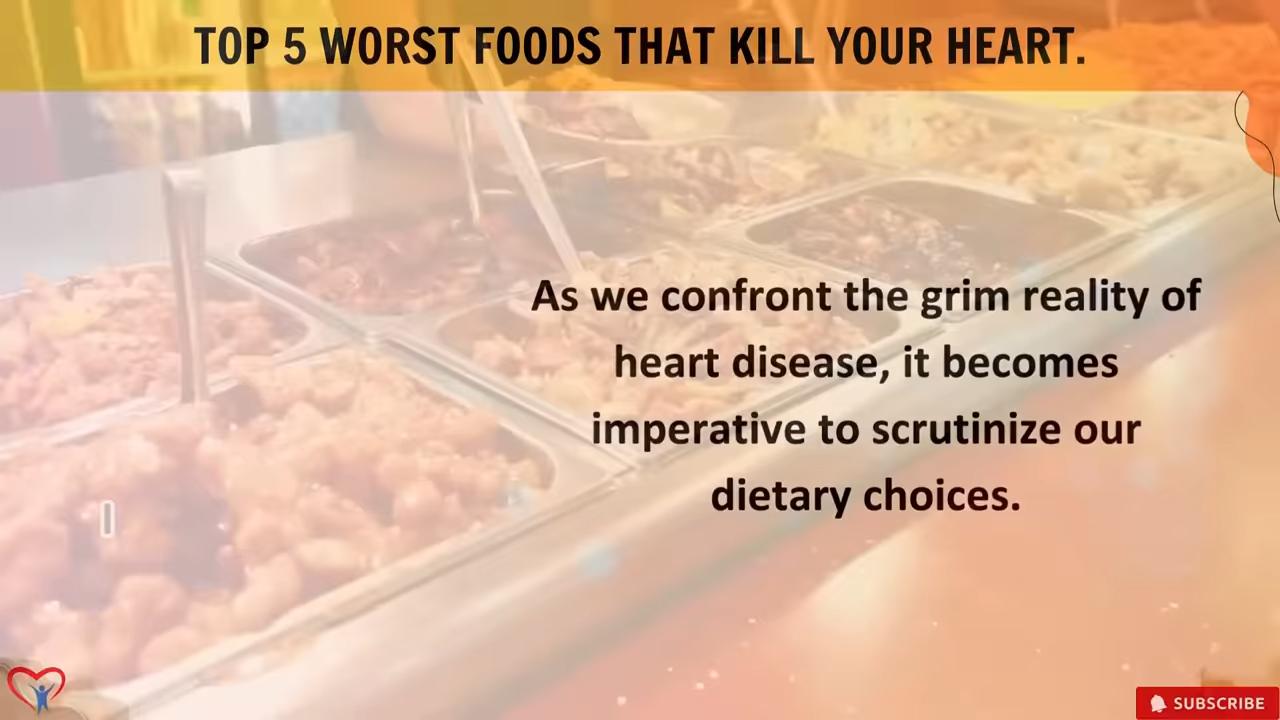 TOP 5 WORST FOODS THAT KILL YOUR HEART.
As we confront the grim reality of
heart disease, it becomes
imperative to scrutinize our
dietary choices.
0
SUBSCRIBE